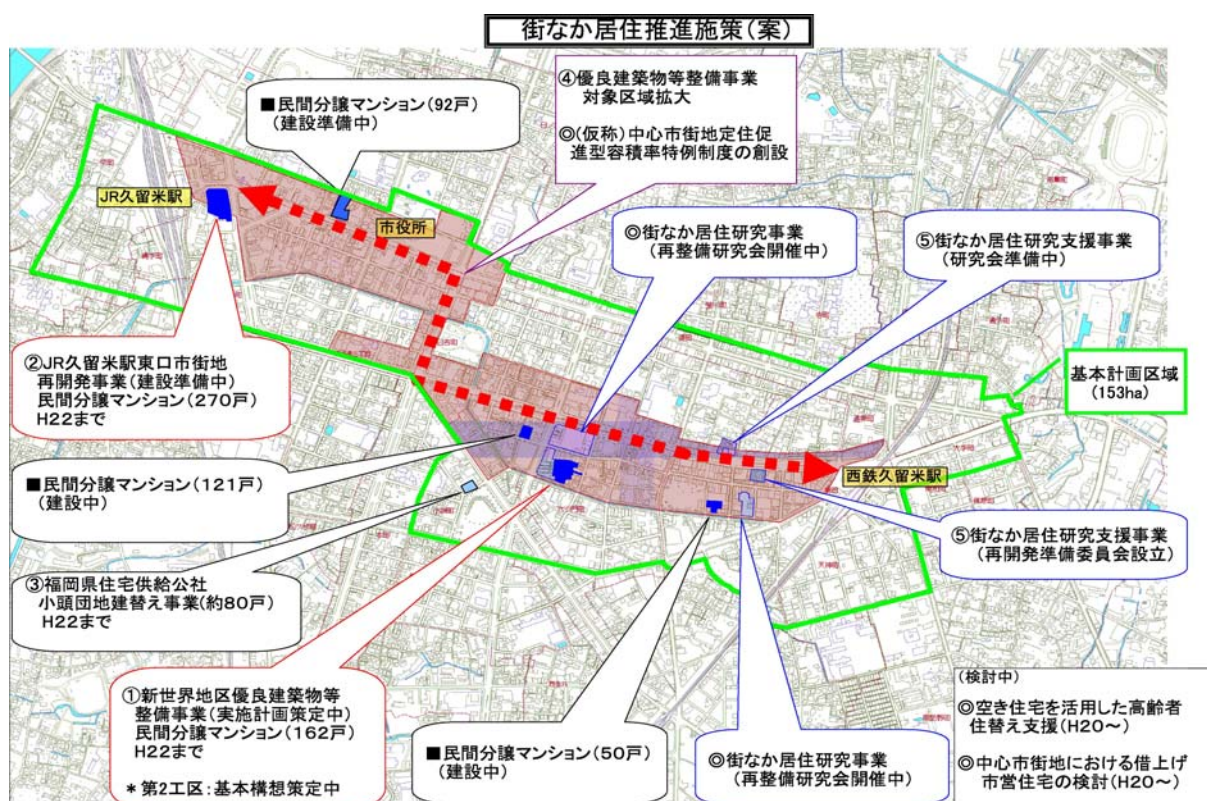 街なか居住推進施策(案)
④優良建築物等整備事業
対象区域拡大
◎(仮称)中心市街地定住促
進型容積率特例制度の創設
■民間分譲マンション(92戸)
(建設準備中)
JR久留米駅
市役所
◎街なか居住研究事業
(再整備研究会開催中)
⑤街なか居住研究支援事業
(研究会準備中)
②JR久留米駅東口市街地
再開発事業(建設準備中)
民間分譲マンション(270戸)
H22まで
基本計画区域
(153ha)
■民間分譲マンション(121戸)
(建設中)
西鉄久留米駅
⑤街なか居住研究支援事業
(再開発準備委員会設立)
③福岡県住宅供給公社
小頭団地建替え事業(約80戸)
H22まで
①新世界地区優良建築物等
整備事業(実施計画策定中)
民間分譲マンション(162戸)
H22まで
*第2工区:基本構想策定中
■民間分譲マンション(50戸)
(建設中)
◎街なか居住研究事業
(再整備研究会開催中)
(検討中)
◎空き住宅を活用した高齢者
住替え支援(H20~)
◎中心市街地における借上げ
市営住宅の検討(H20~)